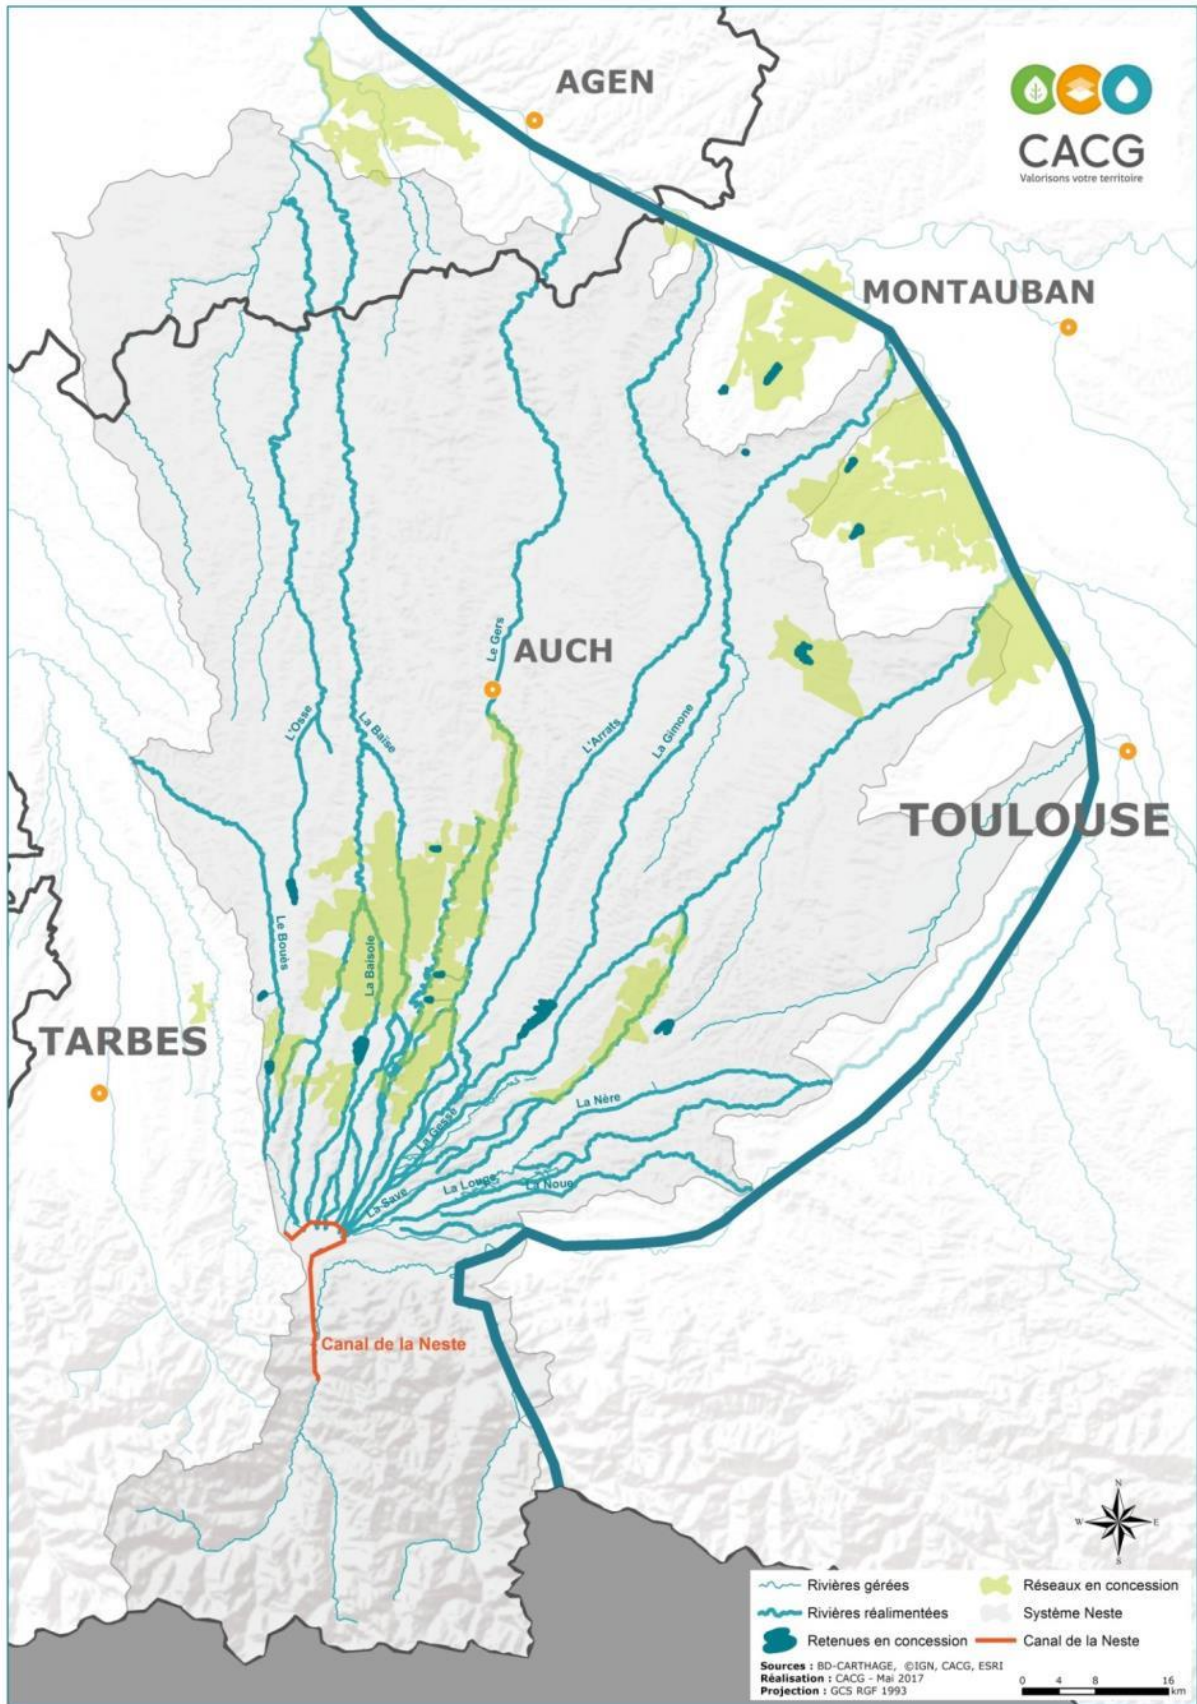 AGEN
CACG
Valorisons votre territoire
MONTAUBAN
Le Gers
AUCH
L'Osse
La Baïse
L'Arrats
La Gimone
TOULOUSE
Le Bouès
La Baïsole
TARBES
La Nère
La Gesse
La Louge
La Noue
La Save
Canal de la Neste
N
W E
S
Rivières gérées
Réseaux en concession
Rivières réalimentées
Système Neste
Retenues en concession
Canal de la Neste
Sources : BD-CARTHAGE, ©IGN, CACG, ESRI
Réalisation : CACG - Mai 2017
Projection : GCS RGF 1993
0 4 8 16
km